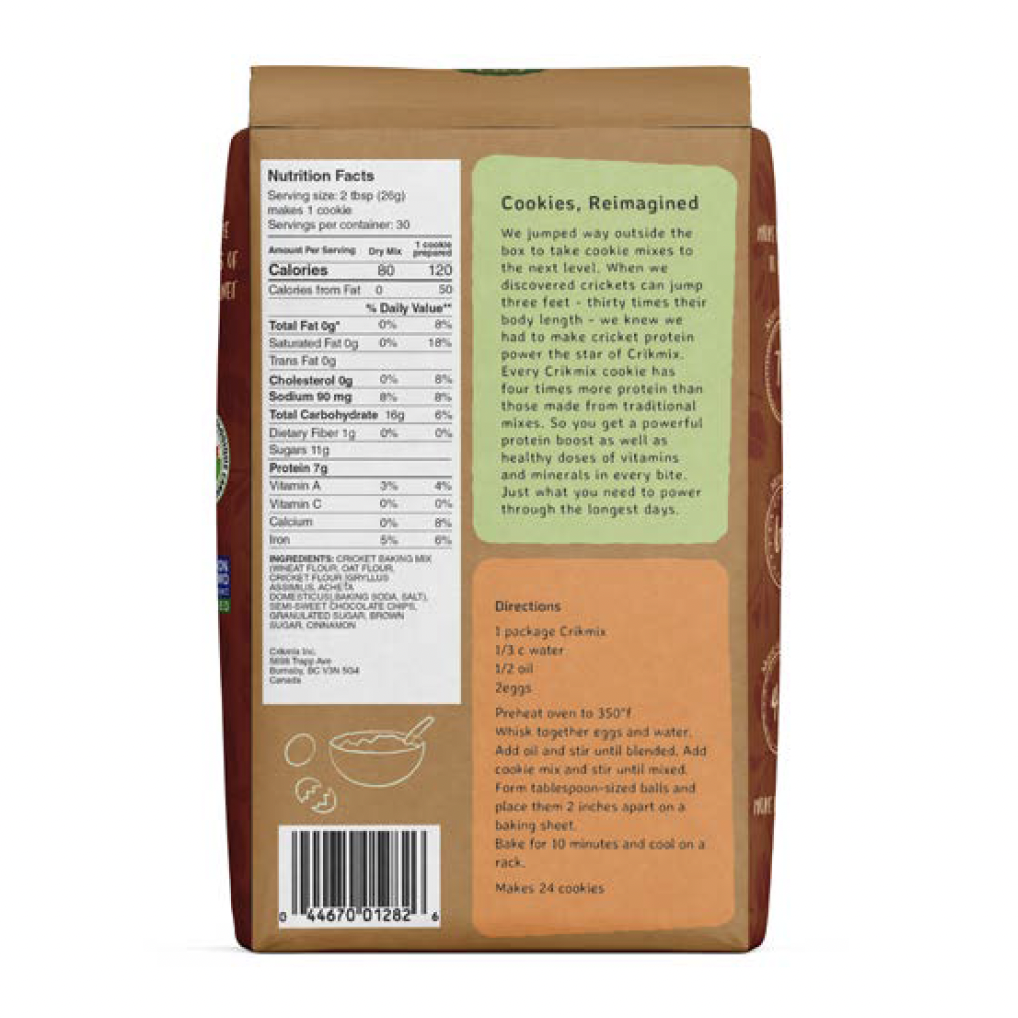 Nutrition Facts
Serving size: 2 tbsp (26g)
makes 1 cookie
Servings per container: 30
Amount Per Serving Dry Mix 1 cookie prepared
Calories 80 120
Calories from Fat 0 50
% Daily Value**
Total Fat 0g* 0% 8%
Saturated Fat 0g 0% 18%
Trans Fat 0g
Cholesterol 0g 0% 8%
Sodium 90 mg 8% 8%
Total Carbohydrate 16g 6%
Dietary Fiber 1g 0% 0%
Sugars 11g
Protein 7g
Vitamin A 3% 4%
Vitamin C 0% 0%
Calcium 0% 8%
Iron 5% 6%
INGREDIENTS: CRICKET BAKING MIX
(WHEAT FLOUR, OAT FLOUR,
CRICKET FLOUR (GRYLLUS
ASSIMILIS, ACHETA
DOMESTICUS),BAKING SODA, SALT),
SEMI-SWEET CHOCOLATE CHIPS,
GRANULATED SUGAR, BROWN
SUGAR, CINNAMON
Inc.
Trapp Ave
Burnaby, BC V3N 5G4
Canada
0 44670 01282 6
Cookies, Reimagined
We jumped way outside the
box to take cookie mixes to
the next level. When we
discovered crickets can jump
three feet - thirty times their
body length - we knew we
had to make cricket protein
power the star of Crikmix.
Every Crikmix cookie has
four times more protein than
those made from traditional
mixes. So you get a powerful
protein boost as well as
healthy doses of vitamins
and minerals in every bite.
Just what you need to power
through the longest days.
Directions
1 package Crikmix
1/3 c water
1/2 oil
2eggs
Preheat oven to 350°f
Whisk together eggs and water.
Add oil and stir until blended. Add
cookie mix and stir until mixed.
Form tablespoon-sized balls and
place them 2 inches apart on a
baking sheet.
Bake for 10 minutes and cool on a
rack.
Makes 24 cookies